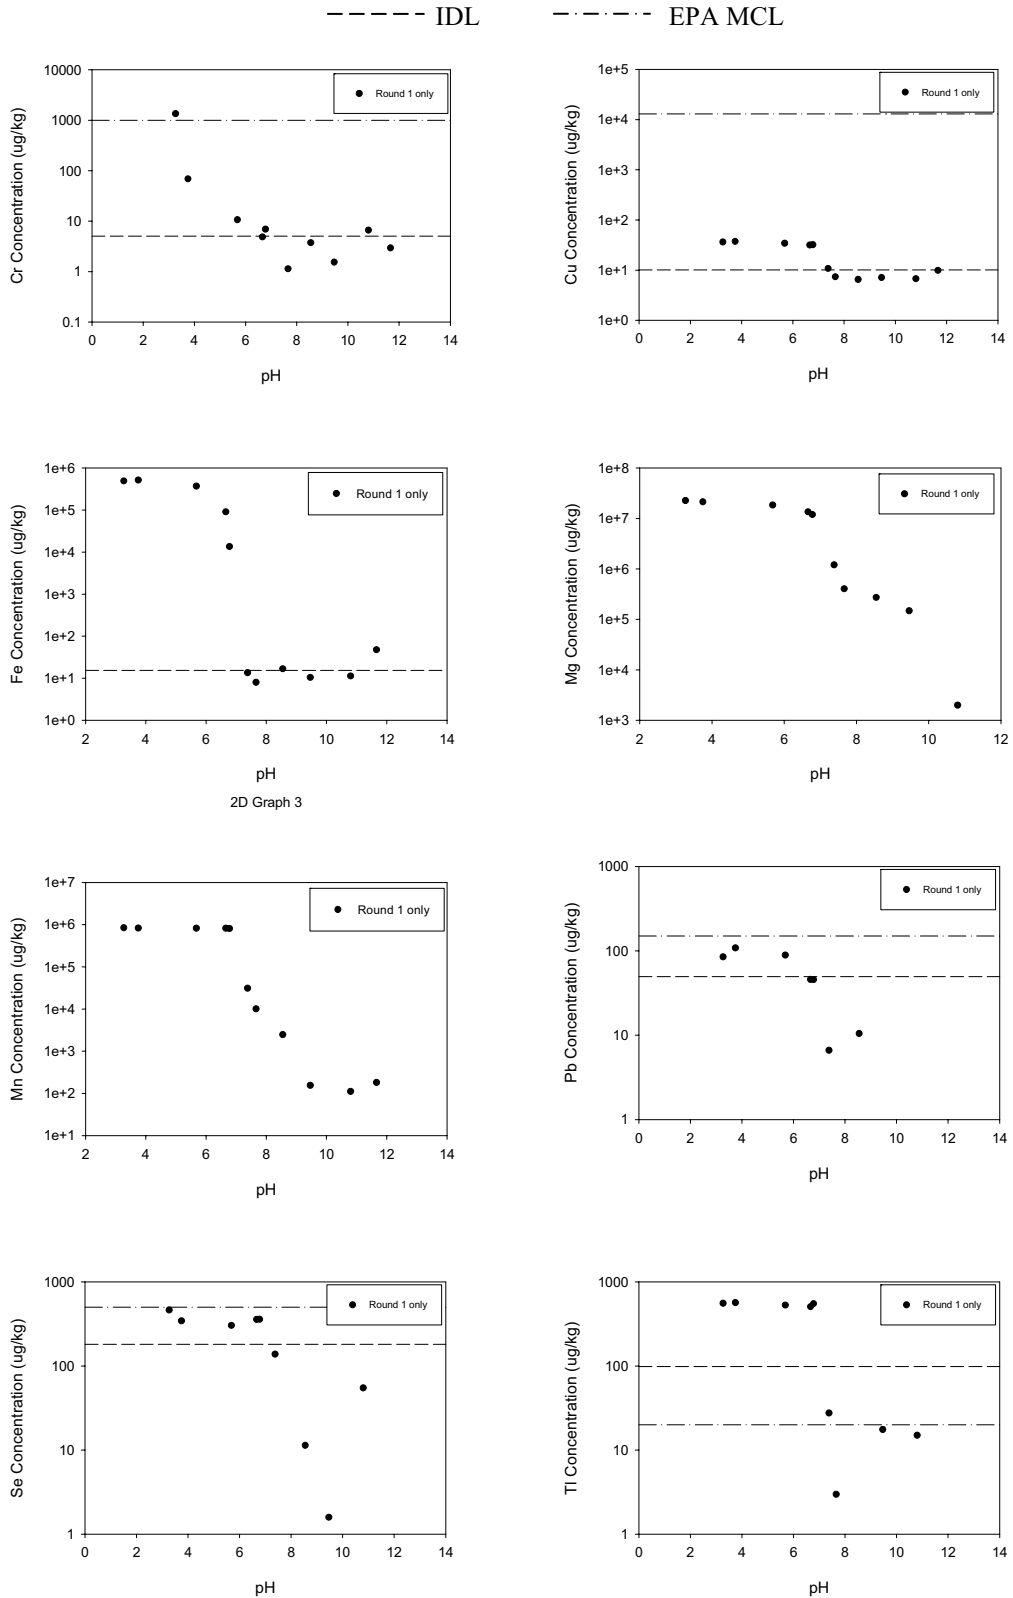 IDL EPA MCL
Cr Concentration (ug/kg)
10000
1000
100
10
1
0.1
0 2 4 6 8 10 12 14
pH
Round 1 only
Cu Concentration (ug/kg)
1e+5
1e+4
1e+3
1e+2
1e+1
1e+0
0 2 4 6 8 10 12 14
pH
Round 1 only
Fe Concentration (ug/kg)
1e+6
1e+5
1e+4
1e+3
1e+2
1e+1
1e+0
2 4 6 8 10 12 14
pH
Round 1 only
2D Graph 3
Mg Concentration (ug/kg)
1e+8
1e+7
1e+6
1e+5
1e+4
1e+3
2 4 6 8 10 12
pH
Round 1 only
Mn Concentration (ug/kg)
1e+7
1e+6
1e+5
1e+4
1e+3
1e+2
1e+1
2 4 6 8 10 12 14
pH
Round 1 only
Pb Concentration (ug/kg)
1000
100
10
1
0 2 4 6 8 10 12 14
pH
Round 1 only
Se Concentration (ug/kg)
1000
100
10
1
0 2 4 6 8 10 12 14
pH
Round 1 only
Tl Concentration (ug/kg)
1000
100
10
1
0 2 4 6 8 10 12 14
pH
Round 1 only